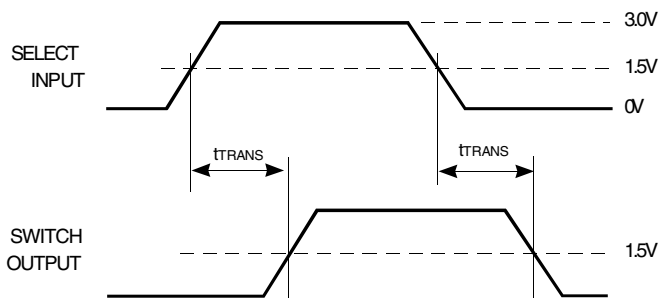 3.0V
SELECT
INPUT
1.5V
0V
tTRANS
tTRANS
SWITCH
OUTPUT
1.5V